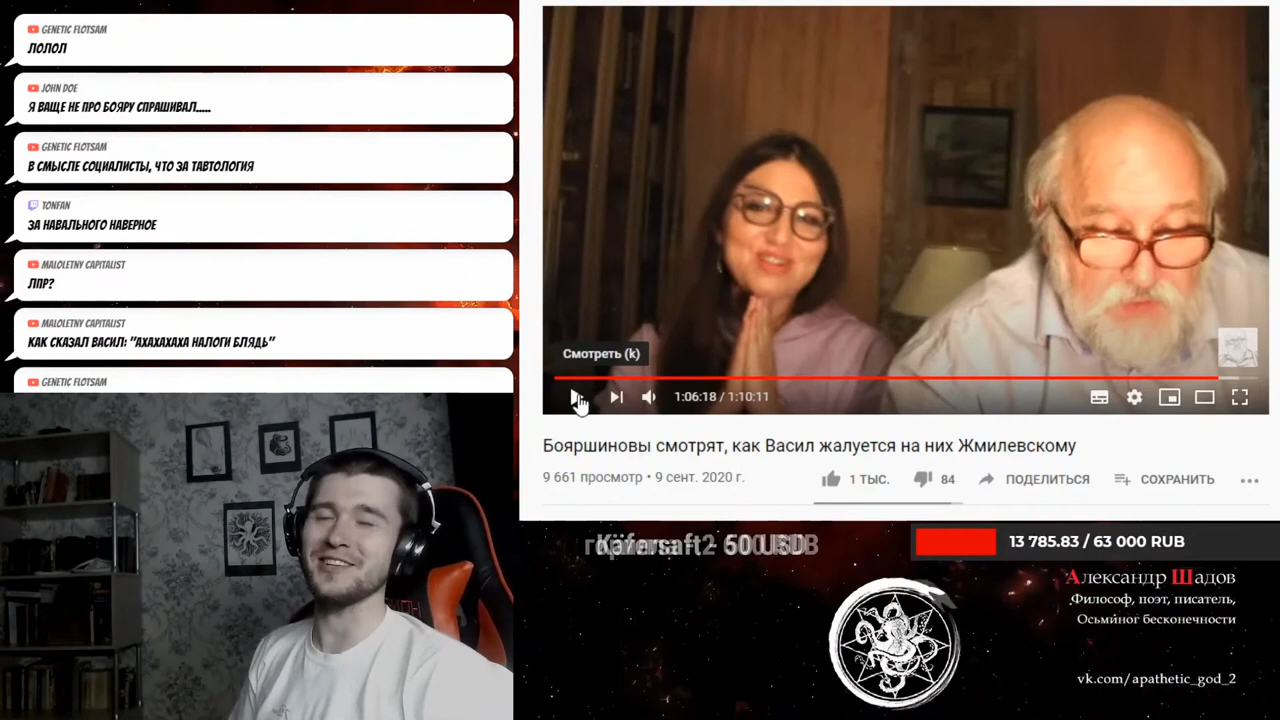 GENETIC FLOTSAM
ЛОЛОЛ
JOHN DOE
Я ВАЩЕ НЕ ПРО БОЯРУ СПРАШИВАЛ.....
GENETIC FLOTSAM
В СМЫСЛЕ СОЦИАЛИСТЫ, ЧТО ЗА ТАВТОЛОГИЯ
TONFAN
ЗА НАВАЛЬНОГО НАВЕРНОЕ
MALOLETNY CAPITALIST
ЛПР?
MALOLETNY CAPITALIST
КАК СКАЗАЛ ВАСИЛ: "АХАХАХАХА НАЛОГИ БЛЯДЬ"
GENETIC FLOTSAM
Смотреть (k)
1:06:18 / 1:10:11
Бояршиновы смотрят, как Васил жалуется на них Жмилевскому
9 661 просмотр • 9 сент. 2020 г.
1 ТЫС.
84
ПОДЕЛИТЬСЯ
СОХРАНИТЬ
13 785.83 / 63 000 RUB
Александр Шадов
Философ, поэт, писатель,
Осьминог бесконечности
vk.com/apathetic_god_2